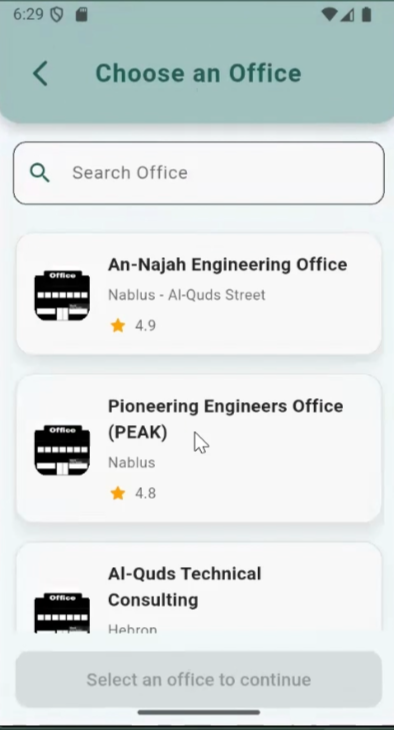 6:29
Choose an Office
Search Office
Office
An-Najah Engineering Office
Nablus - Al-Quds Street
4.9
Office
Pioneering Engineers Office
(PEAK)
Nablus
4.8
Office
Al-Quds Technical
Consulting
Hebron
Select an office to continue